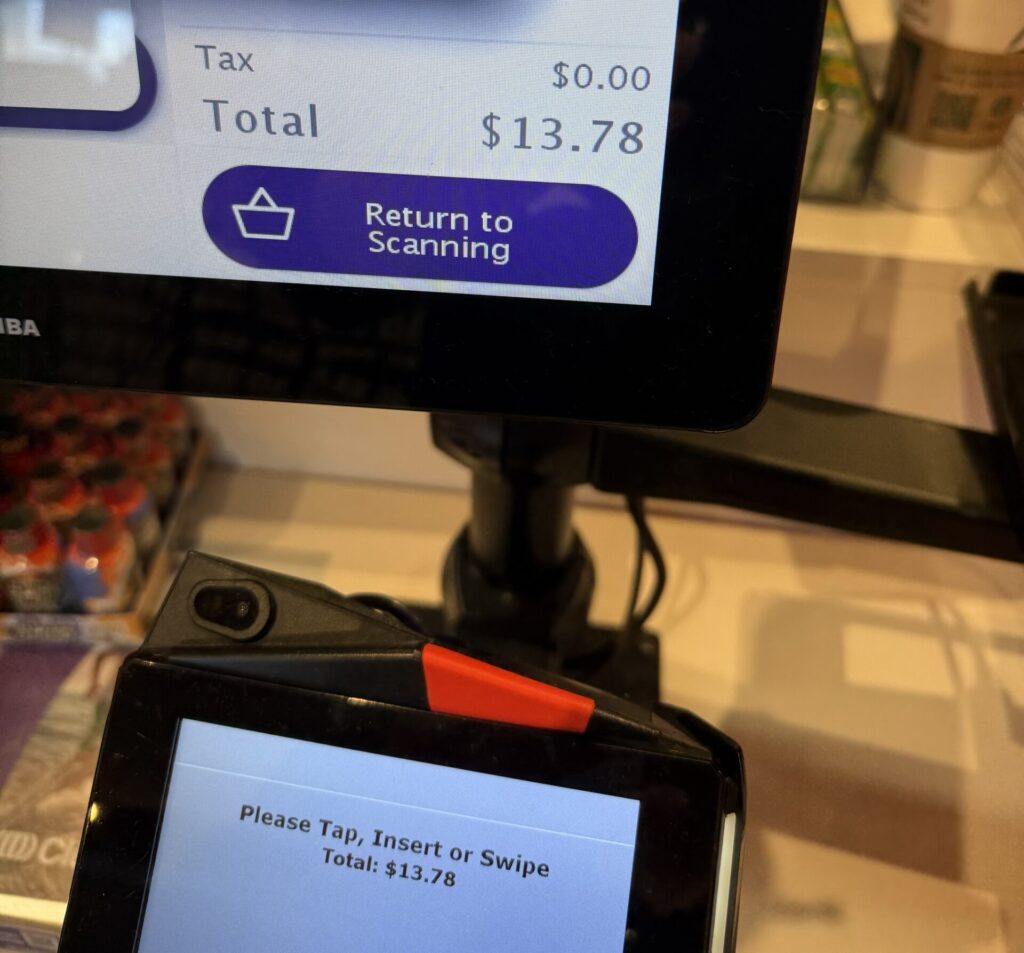 Tax $0.00
Total $13.78
Return to
Scanning
IBA
Please Tap, Insert or Swipe
Total: $13.78